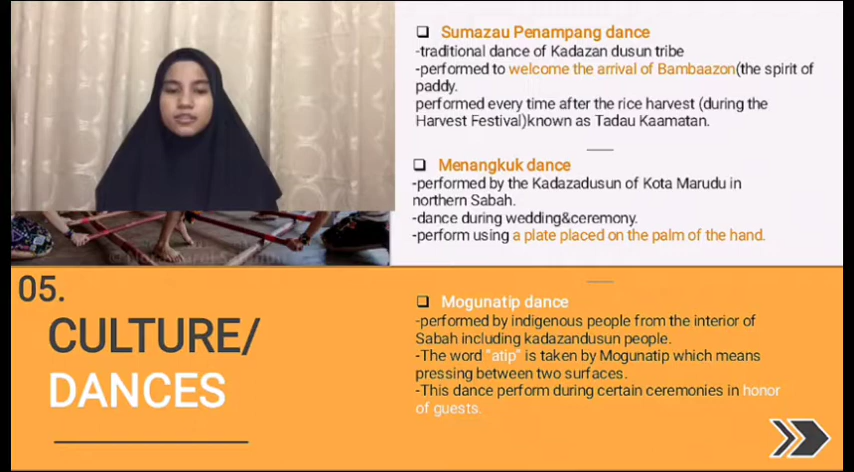 Sumazau Penampang dance
-traditional dance of Kadazan dusun tribe
-performed to welcome the arrival of Bambaazon(the spirit of
paddy.
performed every time after the rice harvest (during the
Harvest Festival)known as Tadau Kaamatan.
Menangkuk dance
-performed by the Kadazadusun of Kota Marudu in
northern Sabah.
-dance during wedding&ceremony.
-perform using a plate placed on the palm of the hand.
05.
CULTURE/
DANCES
Mogunatip dance
-performed by indigenous people from the interior of
Sabah including kadazandusun people.
-The word "atip" is taken by Mogunatip which means
pressing between two surfaces.
-This dance perform during certain ceremonies in honor
of guests.